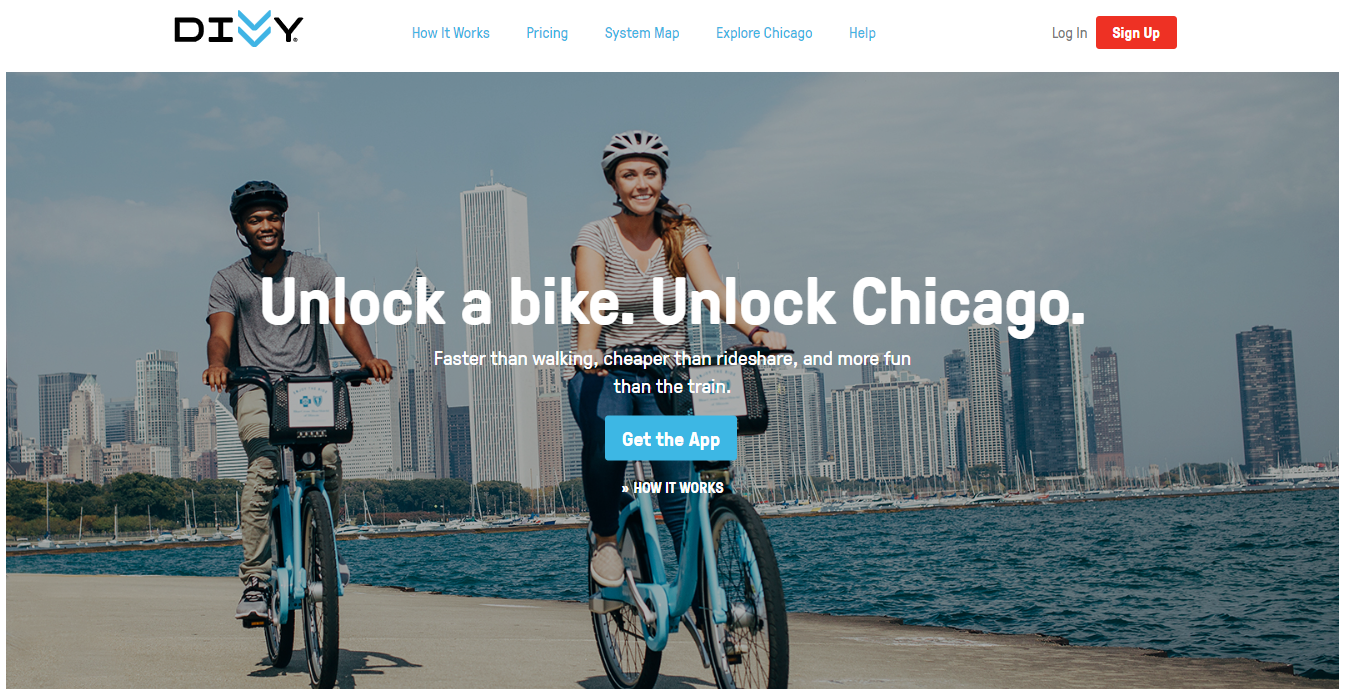 DIVVY
How It Works
Pricing
System Map
Explore Chicago
Help
Log In
Sign Up
Unlock a bike. Unlock Chicago.
Faster than walking, cheaper than rideshare, and more fun
than the train.
Get the App
» HOW IT WORKS